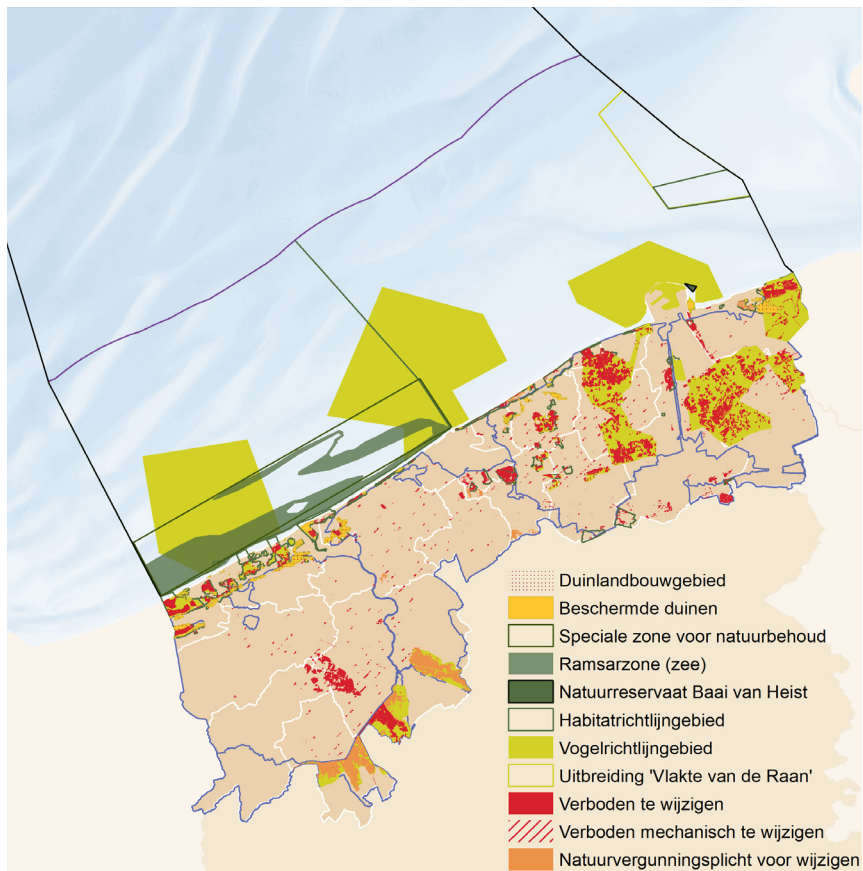 Duinlandbouwgebied
Beschermde duinen
Speciale zone voor natuurbehoud
Ramsarzone (zee)
Natuurreservaat Baai van Heist
Habitatrichtlijngebied
Vogelrichtlijngebied
Uitbreiding 'Vlakte van de Raan'
Verboden te wijzigen
Verboden mechanisch te wijzigen
Natuurvergunningsplicht voor wijzigen